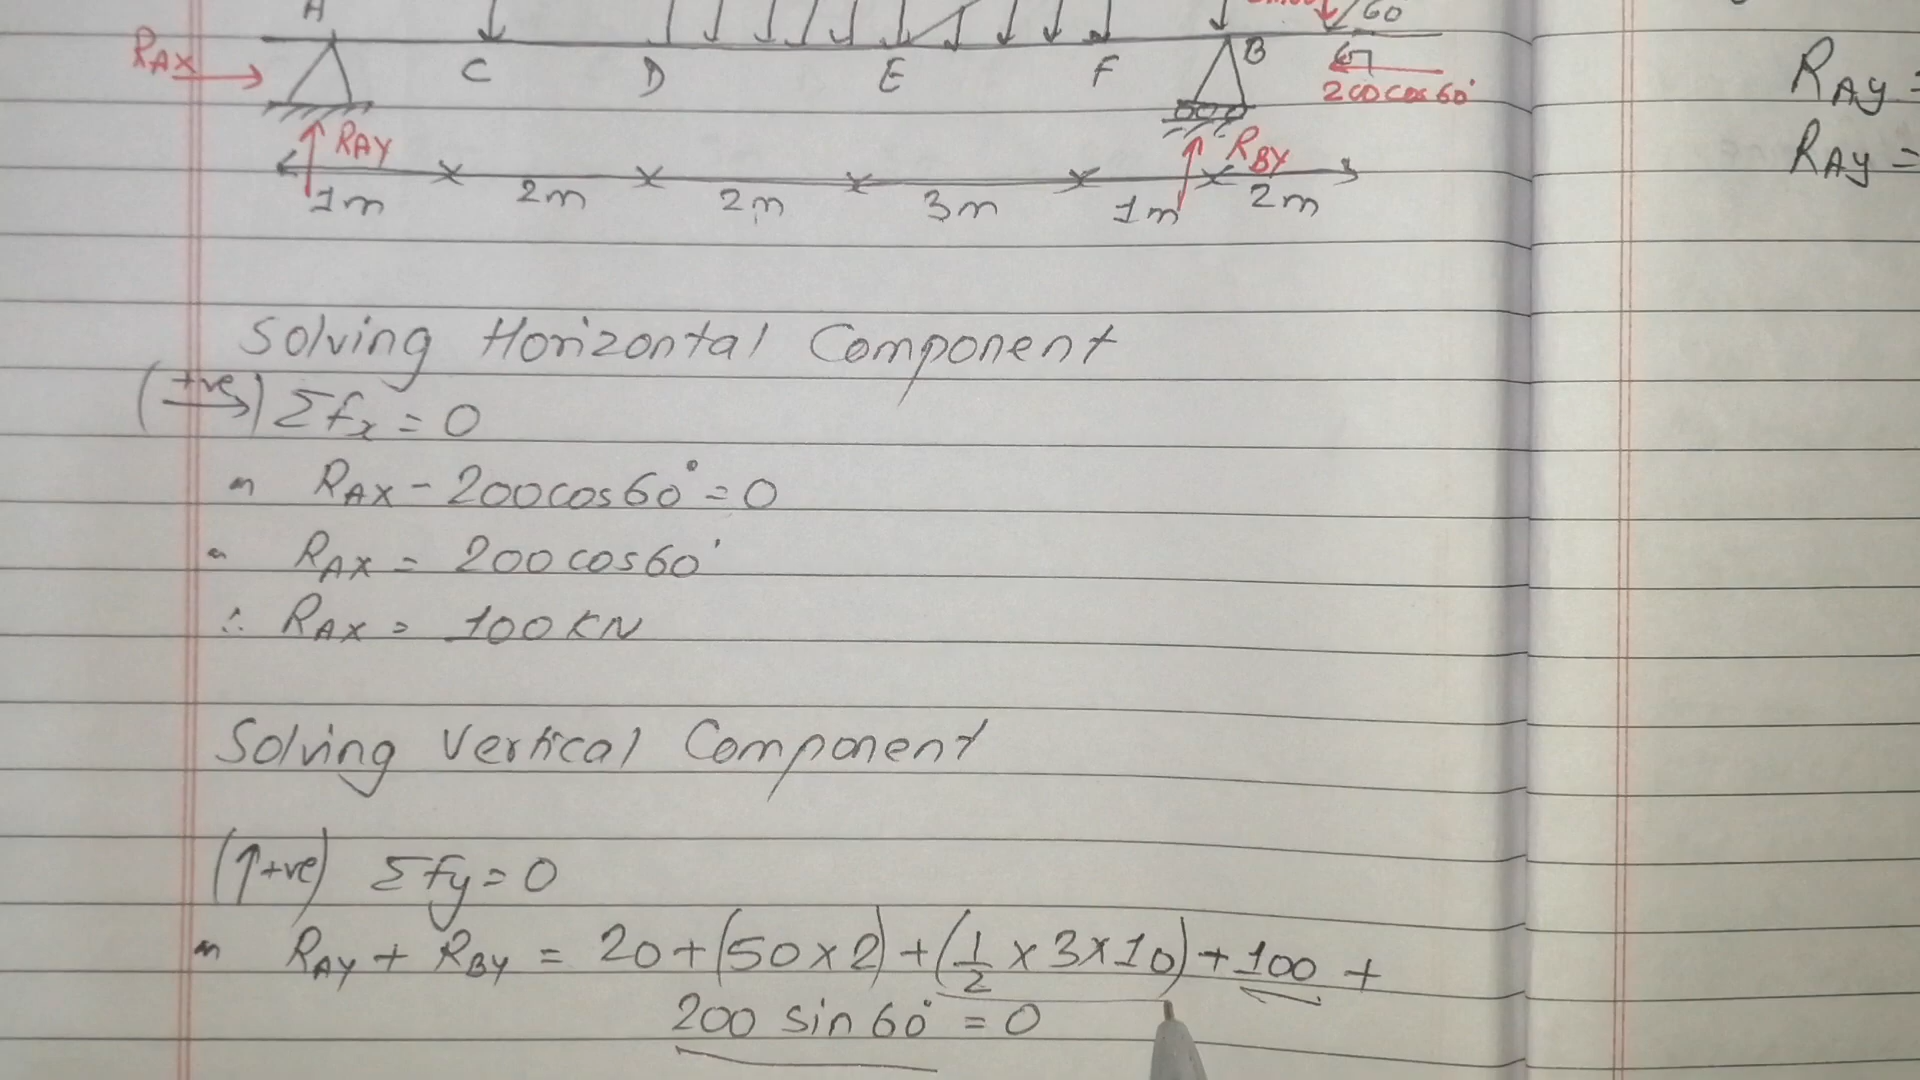 A
60
RAX
C
D
E
F
B
67
200cos60°
RAy =
RAY
RBY
RAy =
1m
2m
2m
3m
1m
2m
Solving Horizontal Component
(+ve →) Σfx = 0
RAX - 200cos60° = 0
RAX = 200cos60°
∴ RAX = 100KN
Solving Vertical Component
(↑+ve) Σfy = 0
RAY + RBY = 20+(50×2)+(1/2 ×3×10)+100 +
200 sin60° = 0